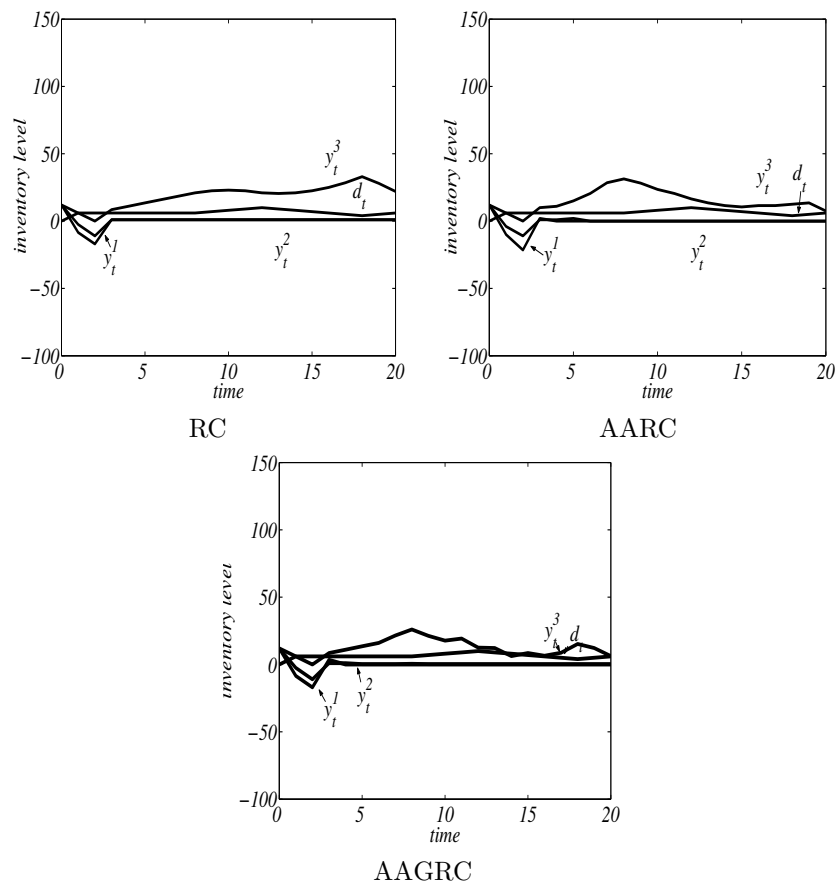 150
100
50
0
−50
−100
0 5 10 15 20
inventory level
time
y_t^3
d_t
y_t^1
y_t^2
RC
150
100
50
0
−50
−100
0 5 10 15 20
inventory level
time
y_t^3
d_t
y_t^1
y_t^2
AARC
150
100
50
0
−50
−100
0 5 10 15 20
inventory level
time
y_t^3
d_t
y_t^1
y_t^2
AAGRC